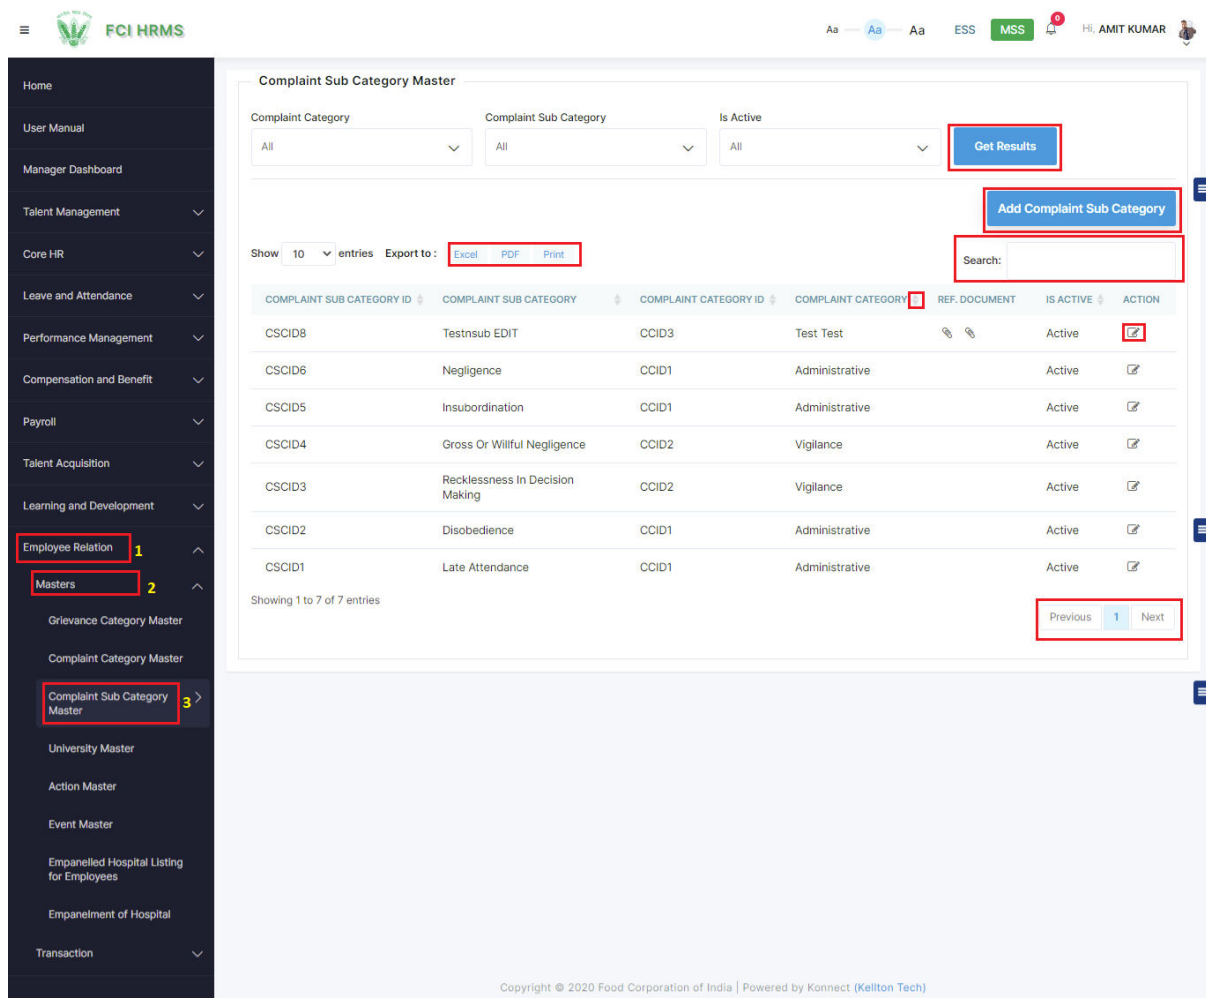 FCI HRMS
Aa Aa Aa ESS MSS 0 Hi, AMIT KUMAR
Home
User Manual
Manager Dashboard
Talent Management
Core HR
Leave and Attendance
Performance Management
Compensation and Benefit
Payroll
Talent Acquisition
Learning and Development
Employee Relation 1
Masters 2
Grievance Category Master
Complaint Category Master
Complaint Sub Category
Master 3
University Master
Action Master
Event Master
Empanelled Hospital Listing
for Employees
Empanelment of Hospital
Transaction
Complaint Sub Category Master
Complaint Category Complaint Sub Category Is Active
All All All Get Results
Add Complaint Sub Category
Show 10 entries Export to : Excel PDF Print Search:
COMPLAINT SUB CATEGORY ID COMPLAINT SUB CATEGORY COMPLAINT CATEGORY ID COMPLAINT CATEGORY REF. DOCUMENT IS ACTIVE ACTION
CSCID8 Testnsub EDIT CCID3 Test Test Active
CSCID6 Negligence CCID1 Administrative Active
CSCID5 Insubordination CCID1 Administrative Active
CSCID4 Gross Or Willful Negligence CCID2 Vigilance Active
CSCID3 Recklessness In Decision Making CCID2 Vigilance Active
CSCID2 Disobedience CCID1 Administrative Active
CSCID1 Late Attendance CCID1 Administrative Active
Showing 1 to 7 of 7 entries
Previous 1 Next
Copyright © 2020 Food Corporation of India | Powered by Konnect (Kellton Tech)